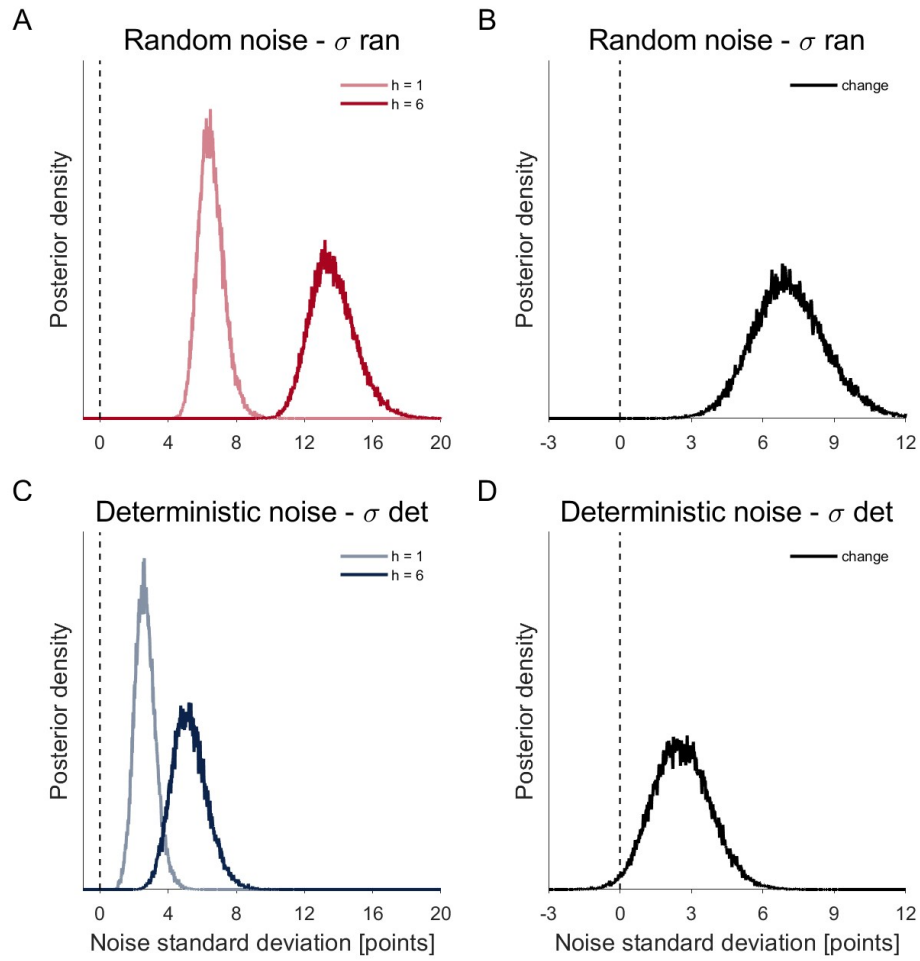 A
Random noise - σ ran
h = 1
h = 6
Posterior density
0 4 8 12 16 20
B
Random noise - σ ran
change
Posterior density
-3 0 3 6 9 12
C
Deterministic noise - σ det
h = 1
h = 6
Posterior density
0 4 8 12 16 20
Noise standard deviation [points]
D
Deterministic noise - σ det
change
Posterior density
-3 0 3 6 9 12
Noise standard deviation [points]